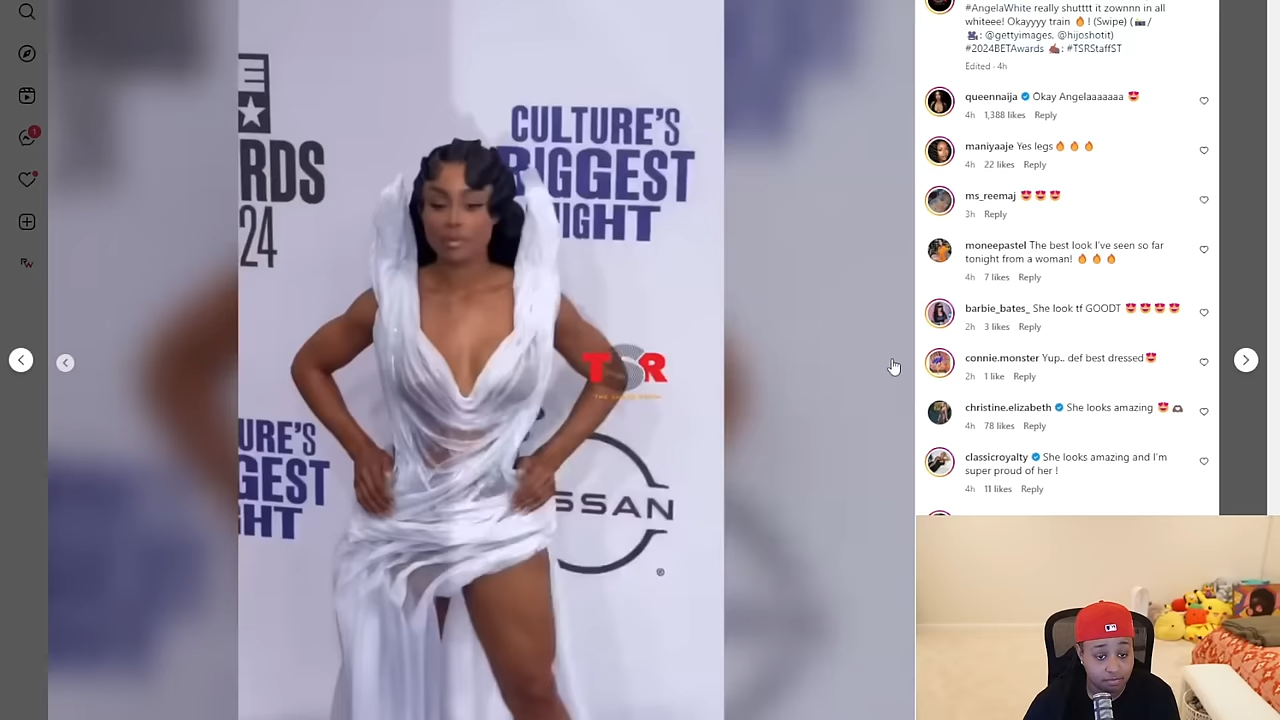 E
RDS
24
CULTURE'S
BIGGEST
NIGHT
URE'S
GEST
HT
TSR
THE SHADE ROOM
SSAN
®
1
#AngelaWhite really shutttt it zownnn in all
whiteee! Okayyyy train 🔥! (Swipe) (📸/
🎥: @gettyimages, @hijoshotit)
#2024BETAwards ✍🏾: #TSRStaffST
Edited · 4h
queennaija Okay Angelaaaaaaa 😍
4h 1,388 likes Reply
maniyaaje Yes legs🔥🔥🔥
4h 22 likes Reply
ms_reemaj 😍😍😍
3h Reply
moneepastel The best look I've seen so far
tonight from a woman! 🔥🔥🔥
4h 7 likes Reply
barbie_bates_ She look tf GOODT 😍😍😍😍
2h 3 likes Reply
connie.monster Yup.. def best dressed😍
2h 1 like Reply
christine.elizabeth She looks amazing 😍🫶🏾
4h 78 likes Reply
classicroyalty She looks amazing and I'm
super proud of her !
4h 11 likes Reply